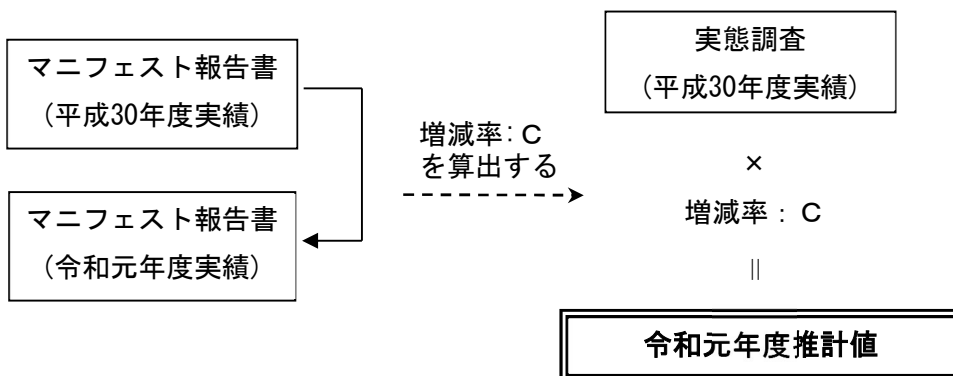 マニフェスト報告書
(平成30年度実績)
マニフェスト報告書
(令和元年度実績)
増減率:C
を算出する
実態調査
(平成30年度実績)
×
増減率：C
||
令和元年度推計値